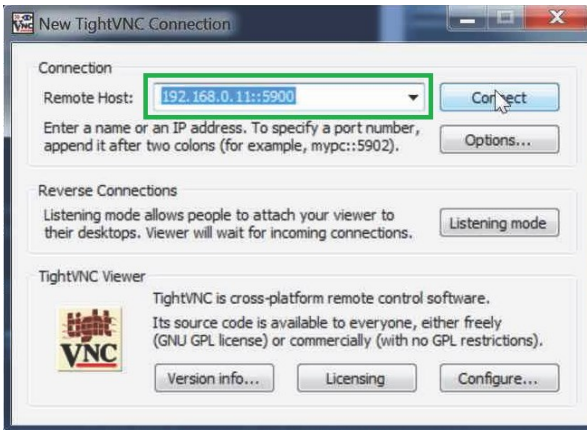 New TightVNC Connection
Connection
Remote Host: 192.168.0.11::5900
Connect
Enter a name or an IP address. To specify a port number,
append it after two colons (for example, mypc::5902).
Options...
Reverse Connections
Listening mode allows people to attach your viewer to
their desktops. Viewer will wait for incoming connections.
Listening mode
TightVNC Viewer
TightVNC is cross-platform remote control software.
Its source code is available to everyone, either freely
(GNU GPL license) or commercially (with no GPL restrictions).
tight
VNC
Version info...
Licensing
Configure...